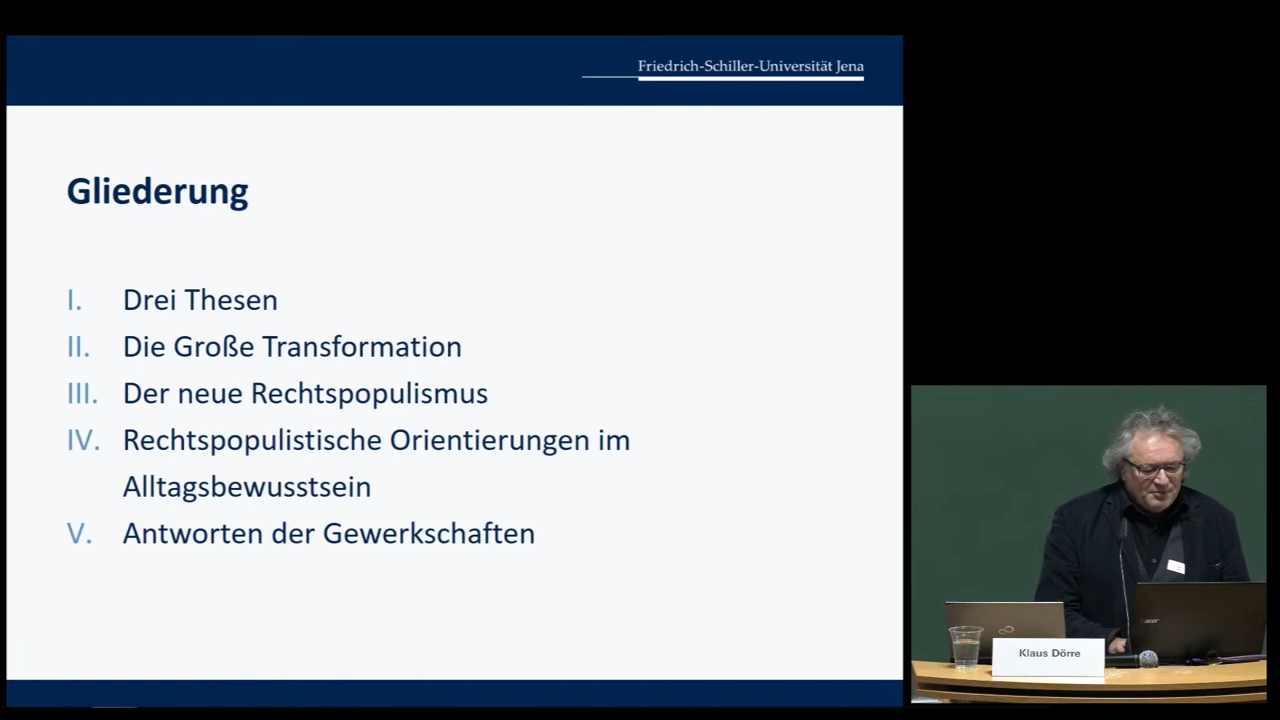 Friedrich-Schiller-Universität Jena
Gliederung
I. Drei Thesen
II. Die Große Transformation
III. Der neue Rechtspopulismus
IV. Rechtspopulistische Orientierungen im
Alltagsbewusstsein
V. Antworten der Gewerkschaften
acer
Klaus Dörre